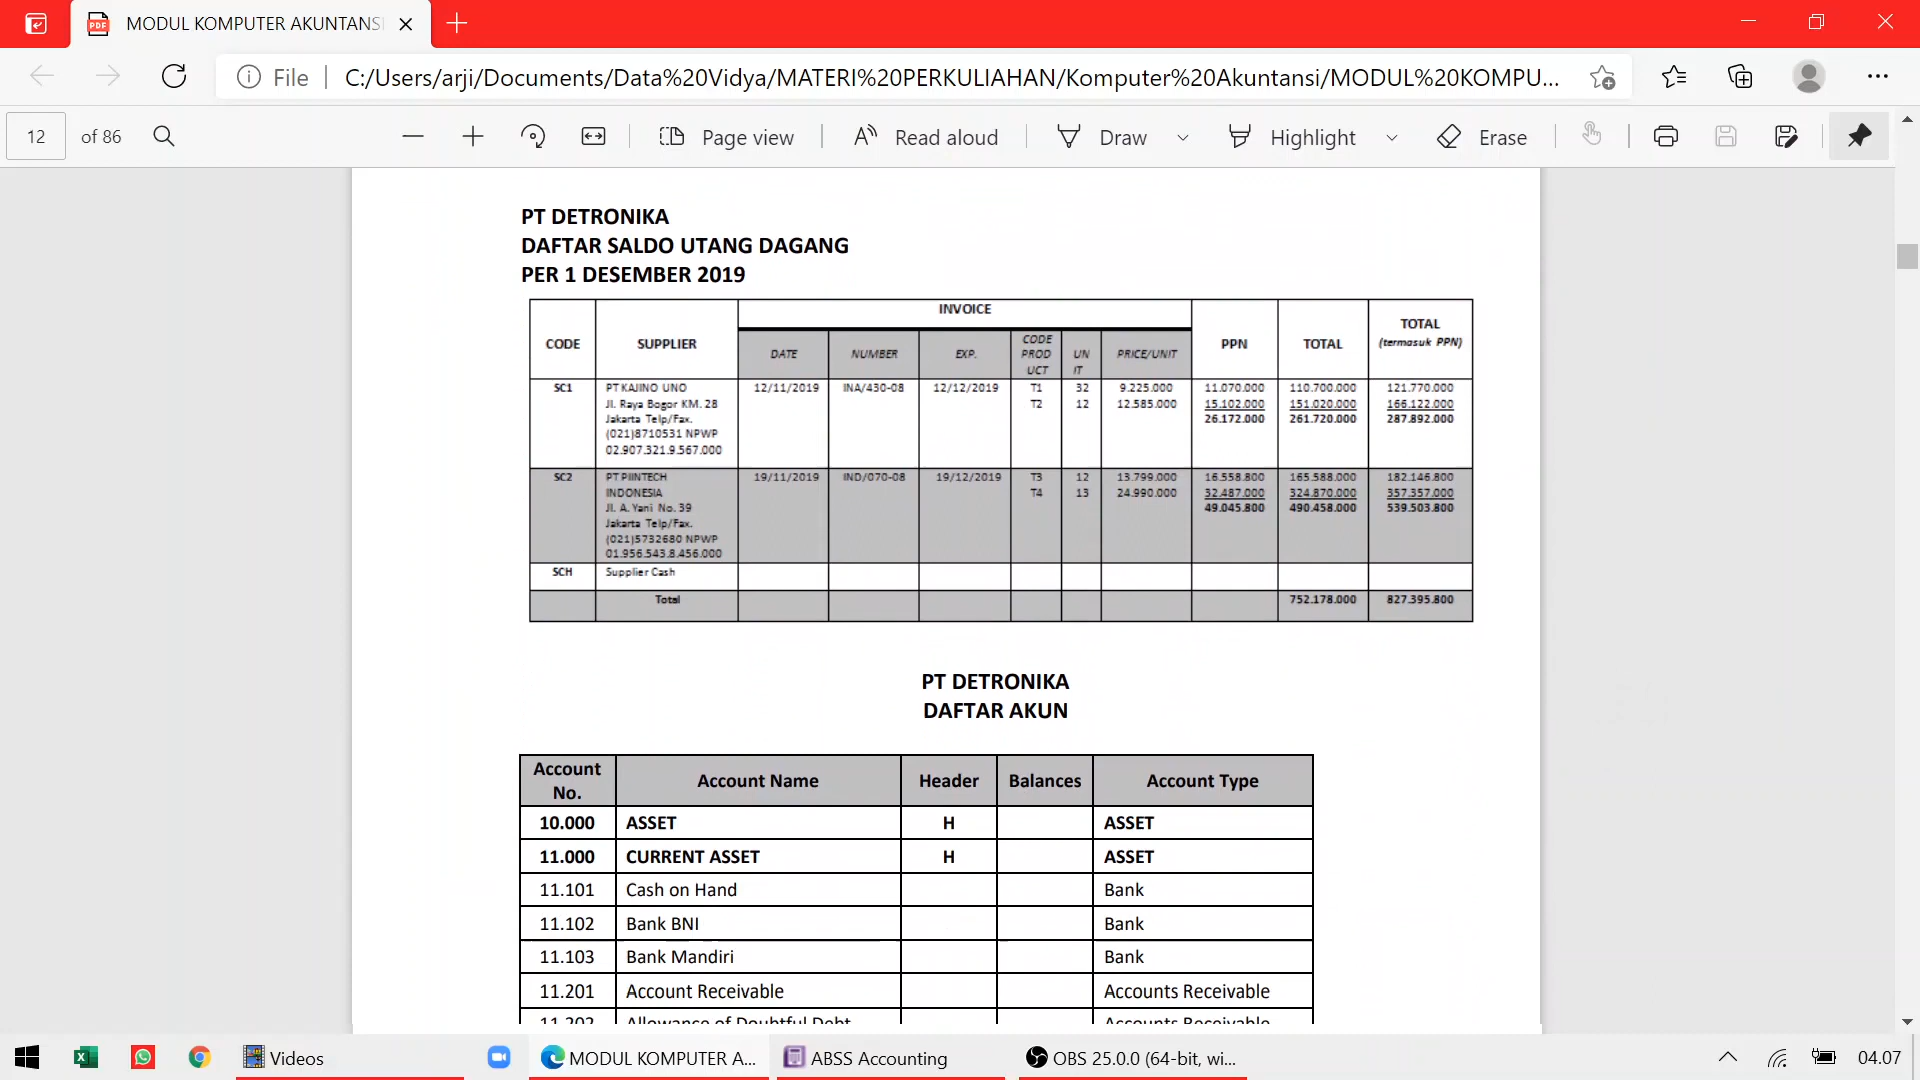 MODUL KOMPUTER AKUNTANSI
File
C:/Users/arji/Documents/Data%20Vidya/MATERI%20PERKULIAHAN/Komputer%20Akuntansi/MODUL%20KOMPU...
12 of 86
Page view
Read aloud
Draw
Highlight
Erase
PT DETRONIKA
DAFTAR SALDO UTANG DAGANG
PER 1 DESEMBER 2019
INVOICE
CODE SUPPLIER PPN TOTAL TOTAL
(termasuk PPN)
DATE NUMBER EXP. CODE PRODUCT UNIT PRICE/UNIT
SC1 PT KAJINO UNO 12/11/2019 INA/430-08 12/12/2019 T1 32 9.225.000 11.070.000 110.700.000 121.770.000
Jl. Raya Bogor KM. 28 T2 12 12.585.000 15.102.000 151.020.000 166.122.000
Jakarta Telp/Fax. 26.172.000 261.720.000 287.892.000
(021)8710531 NPWP
02.907.321.9.567.000
SC2 PT PIINTECH 19/11/2019 IND/070-08 19/12/2019 T3 12 13.799.000 16.558.800 165.588.000 182.146.800
INDONESIA T4 13 24.990.000 32.487.000 324.870.000 357.357.000
Jl. A. Yani No. 39 49.045.800 490.458.000 539.503.800
Jakarta Telp/Fax.
(021)5732680 NPWP
01.956.543.8.456.000
SCH Supplier Cash
Total 752.178.000 827.395.800
PT DETRONIKA
DAFTAR AKUN
Account No. Account Name Header Balances Account Type
10.000 ASSET H ASSET
11.000 CURRENT ASSET H ASSET
11.101 Cash on Hand Bank
11.102 Bank BNI Bank
11.103 Bank Mandiri Bank
11.201 Account Receivable Accounts Receivable
11.202 Allowance of Doubtful Debt Accounts Receivable
Videos
MODUL KOMPUTER A...
ABSS Accounting
OBS 25.0.0 (64-bit, wi...
04.07